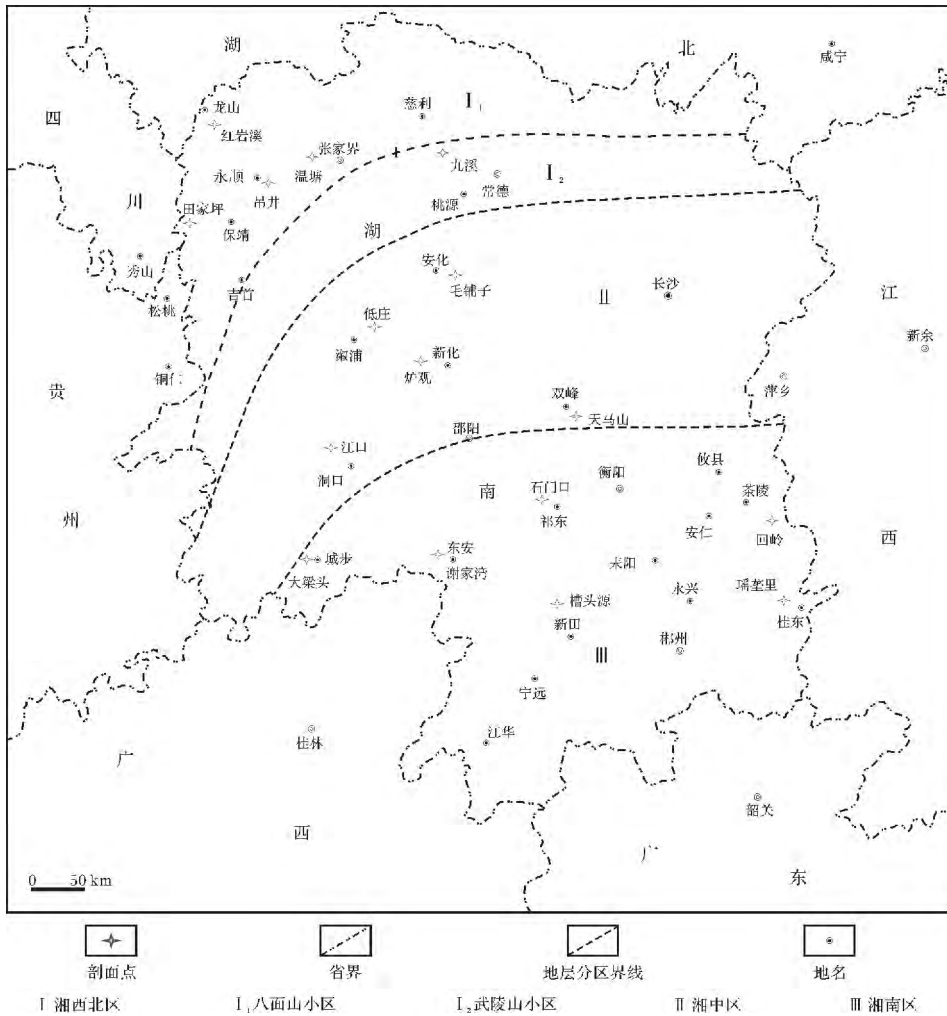 湖
北
咸宁
龙山
慈利
Ⅰ₁
四
红岩溪
张家界
九溪
永顺
温塘
Ⅰ₂
川
吊井
常德
田家坪
桃源
保靖
湖
安化
秀山
毛铺子
长沙
江
吉竹
Ⅱ
松桃
低庄
新余
溆浦
新化
铜仁
炉观
贵
萍乡
双峰
天马山
邵阳
江口
攸县
洞口
衡阳
石门口
南
茶陵
州
祁东
安仁
回岭
西
东安
城步
耒阳
谢家湾
大梁头
永兴
瑶垄里
槽头源
桂东
新田
郴州
Ⅲ
宁远
江华
桂林
广
韶关
西
广
东
0 50 km
剖面点 省界 地层分区界线 地名
Ⅰ 湘西北区 Ⅰ₁八面山小区 Ⅰ₂武陵山小区 Ⅱ 湘中区 Ⅲ 湘南区